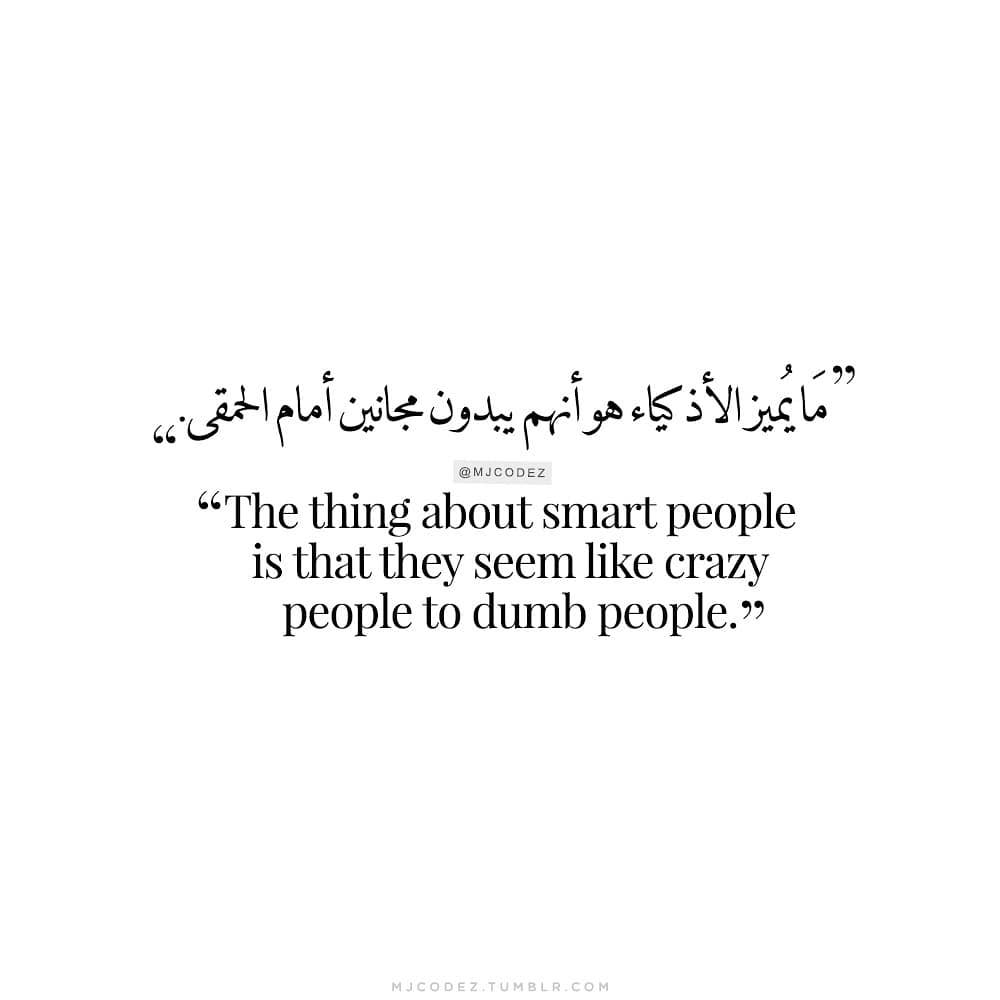 ”مَا يُميز الأذكياء هو أنهم يبدون مجانين أمام الحمقى.“
@MJCODEZ
“The thing about smart people
is that they seem like crazy
people to dumb people.”
MJCODEZ.TUMBLR.COM